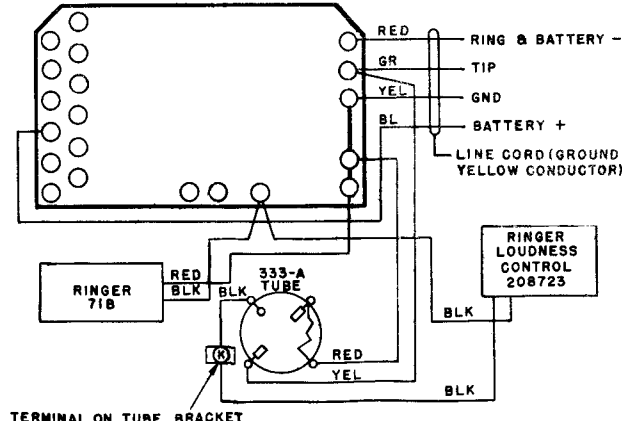 RED
RING & BATTERY -
GR
TIP
YEL
GND
BL
BATTERY +
LINE CORD (GROUND
YELLOW CONDUCTOR)
RINGER
LOUDNESS
CONTROL
208723
RINGER
71B
RED
BLK
333-A
TUBE
BLK
BLK
K
RED
YEL
BLK
TERMINAL ON TUBE BRACKET